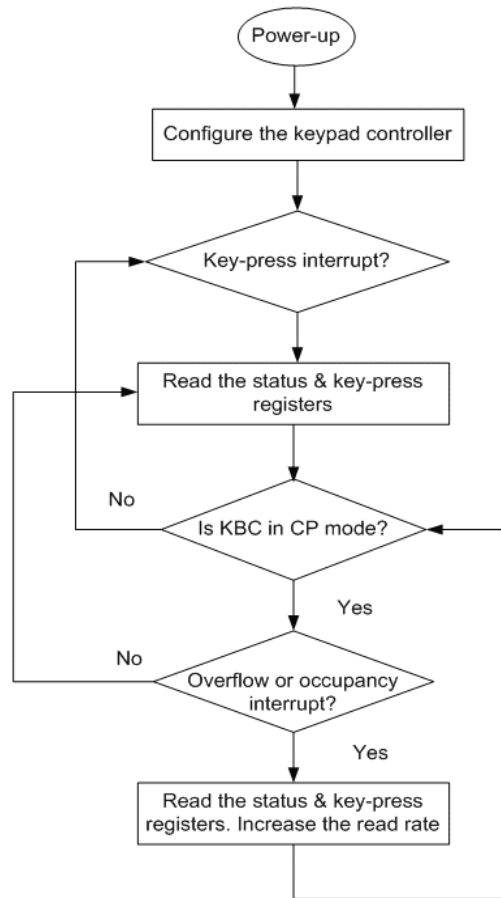 Power-up
Configure the keypad controller
Key-press interrupt?
Read the status & key-press
registers
No
Is KBC in CP mode?
Yes
No
Overflow or occupancy
interrupt?
Yes
Read the status & key-press
registers. Increase the read rate